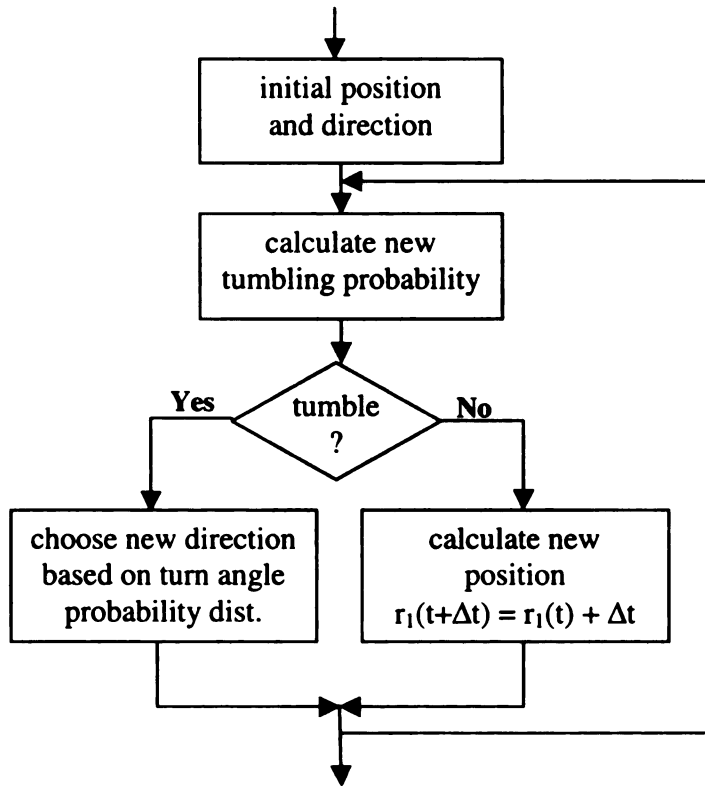 initial position
and direction
calculate new
tumbling probability
tumble
?
Yes
No
choose new direction
based on turn angle
probability dist.
calculate new
position
r₁(t+Δt) = r₁(t) + Δt